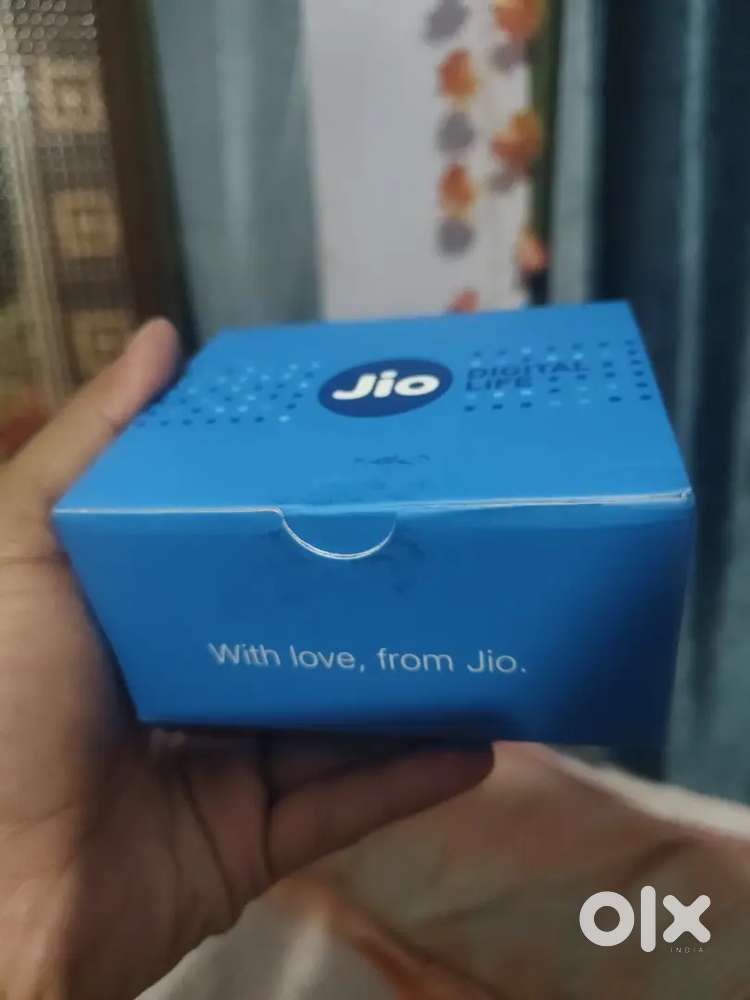 Jio
DIGITAL
LIFE
With love, from Jio.
olx
INDIA